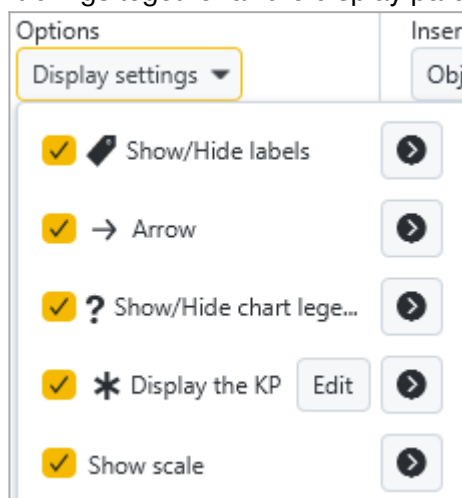 Options
Inser
Display settings
Obj
Show/Hide labels
Arrow
Show/Hide chart lege...
Display the KP
Edit
Show scale